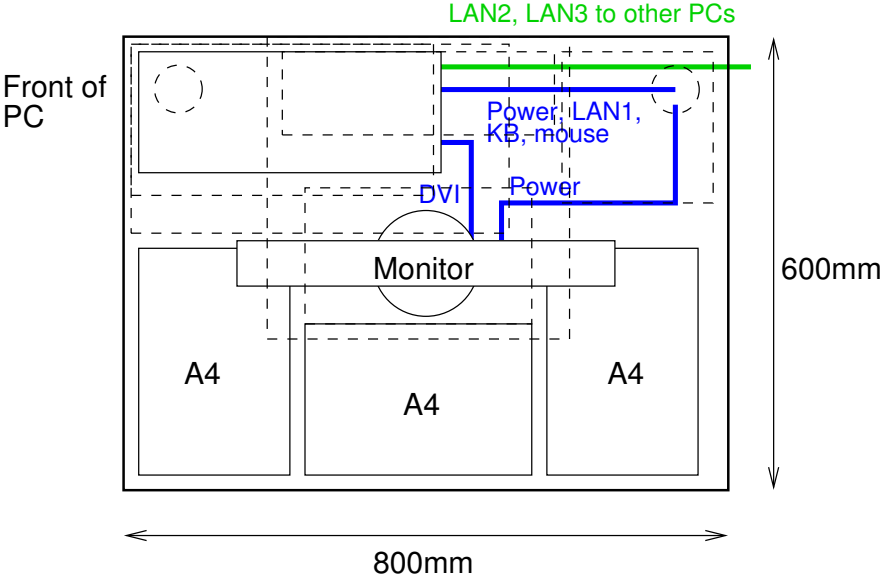 LAN2, LAN3 to other PCs
Front of
PC
Power, LAN1,
KB, mouse
DVI
Power
Monitor
600mm
A4
A4
A4
800mm